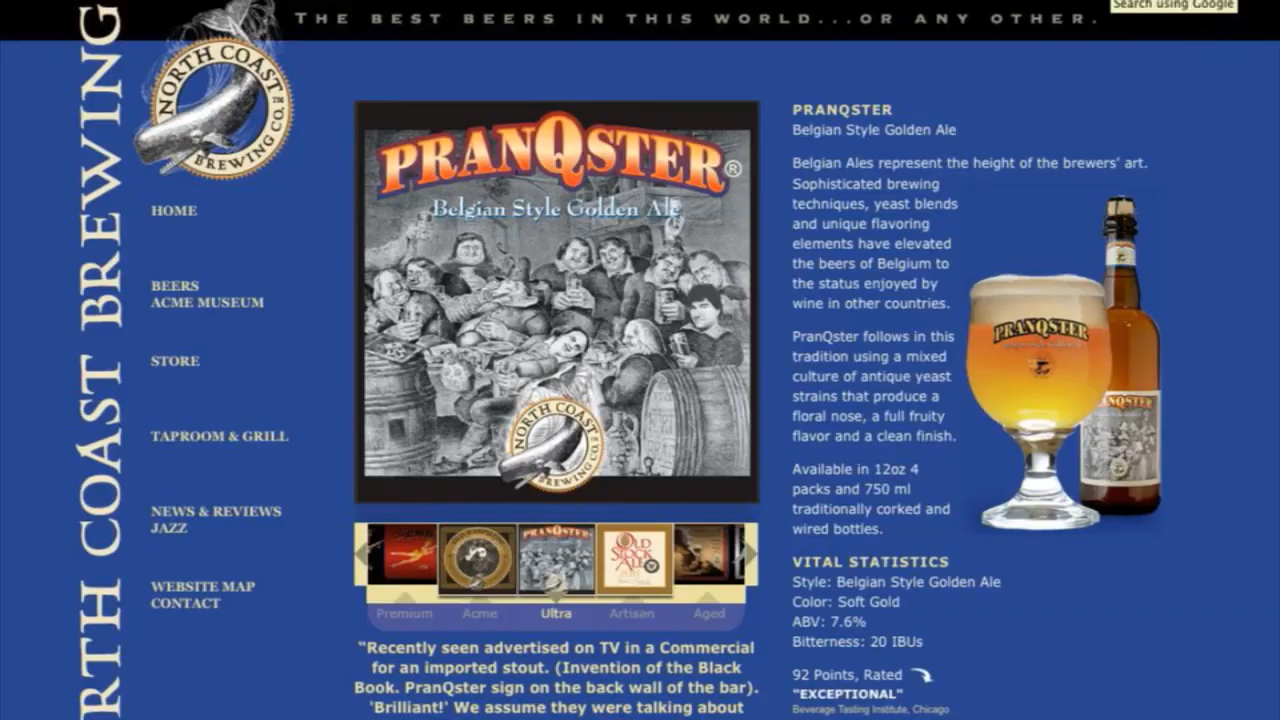 THE BEST BEERS IN THIS WORLD...OR ANY OTHER.
Search using Google
NORTH COAST
BREWING CO.
RTH COAST BREWING
HOME
BEERS
ACME MUSEUM
STORE
TAPROOM & GRILL
NEWS & REVIEWS
JAZZ
WEBSITE MAP
CONTACT
PRANQSTER®
Belgian Style Golden Ale
NORTH COAST
BREWING CO.
PRANQSTER
OLD
STOCK
ALE
Premium
Acme
Ultra
Artisan
Aged
"Recently seen advertised on TV in a Commercial
for an imported stout. (Invention of the Black
Book. PranQster sign on the back wall of the bar).
'Brilliant!' We assume they were talking about
PRANQSTER
Belgian Style Golden Ale
Belgian Ales represent the height of the brewers' art.
Sophisticated brewing
techniques, yeast blends
and unique flavoring
elements have elevated
the beers of Belgium to
the status enjoyed by
wine in other countries.
PranQster follows in this
tradition using a mixed
culture of antique yeast
strains that produce a
floral nose, a full fruity
flavor and a clean finish.
Available in 12oz 4
packs and 750 ml
traditionally corked and
wired bottles.
PRANQSTER
ANQSTER
VITAL STATISTICS
Style: Belgian Style Golden Ale
Color: Soft Gold
ABV: 7.6%
Bitterness: 20 IBUs
92 Points, Rated
"EXCEPTIONAL"
Beverage Tasting Institute, Chicago